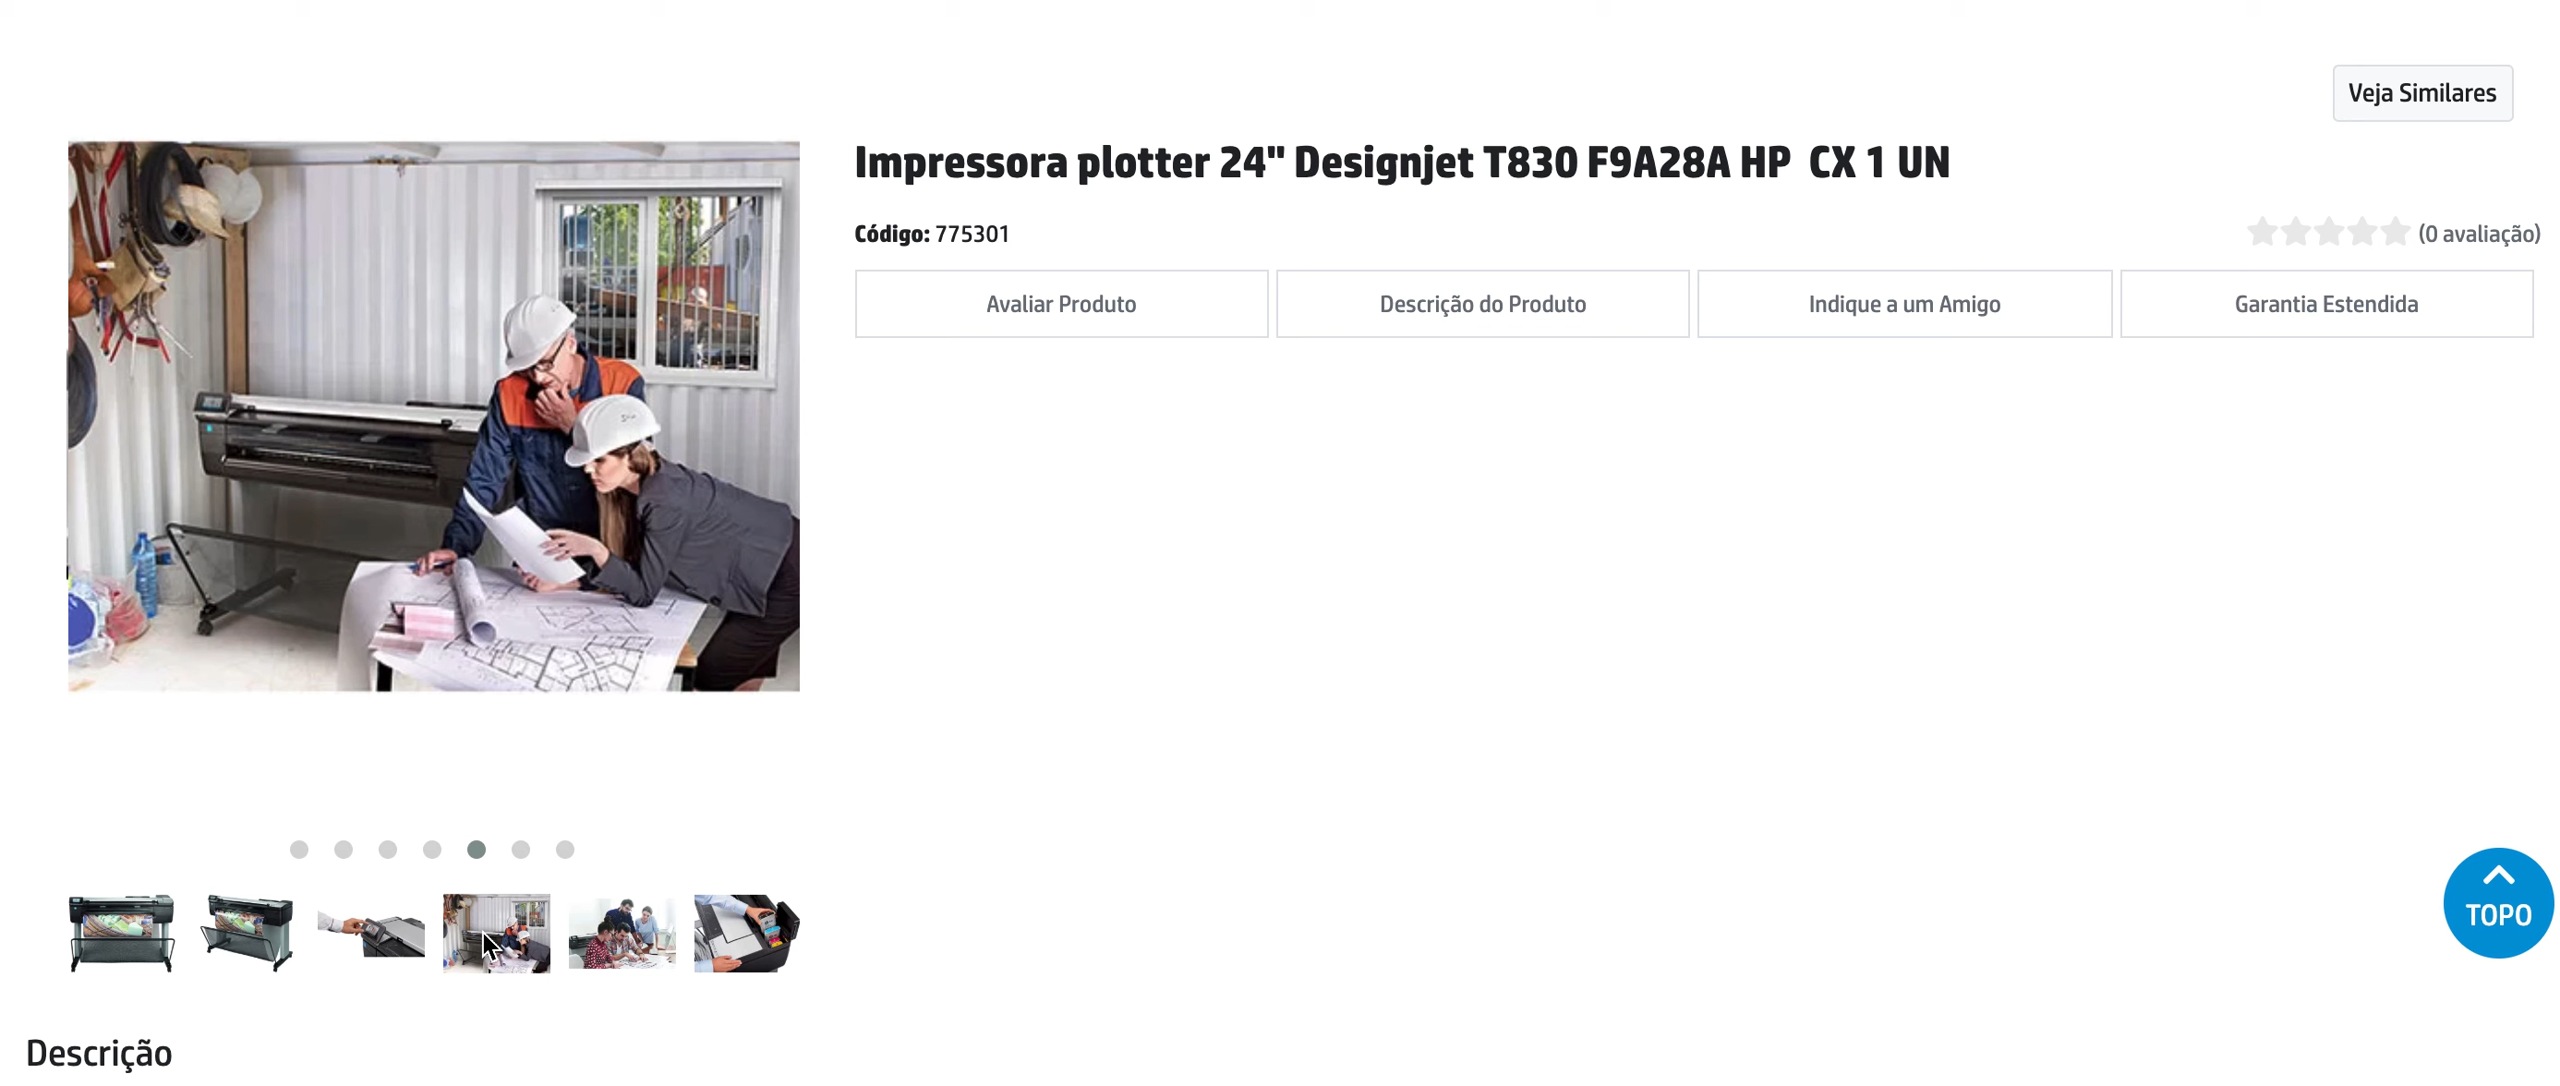 Veja Similares
Impressora plotter 24" Designjet T830 F9A28A HP  CX 1 UN
Código: 775301
(0 avaliação)
Avaliar Produto
Descrição do Produto
Indique a um Amigo
Garantia Estendida
TOPO
Descrição